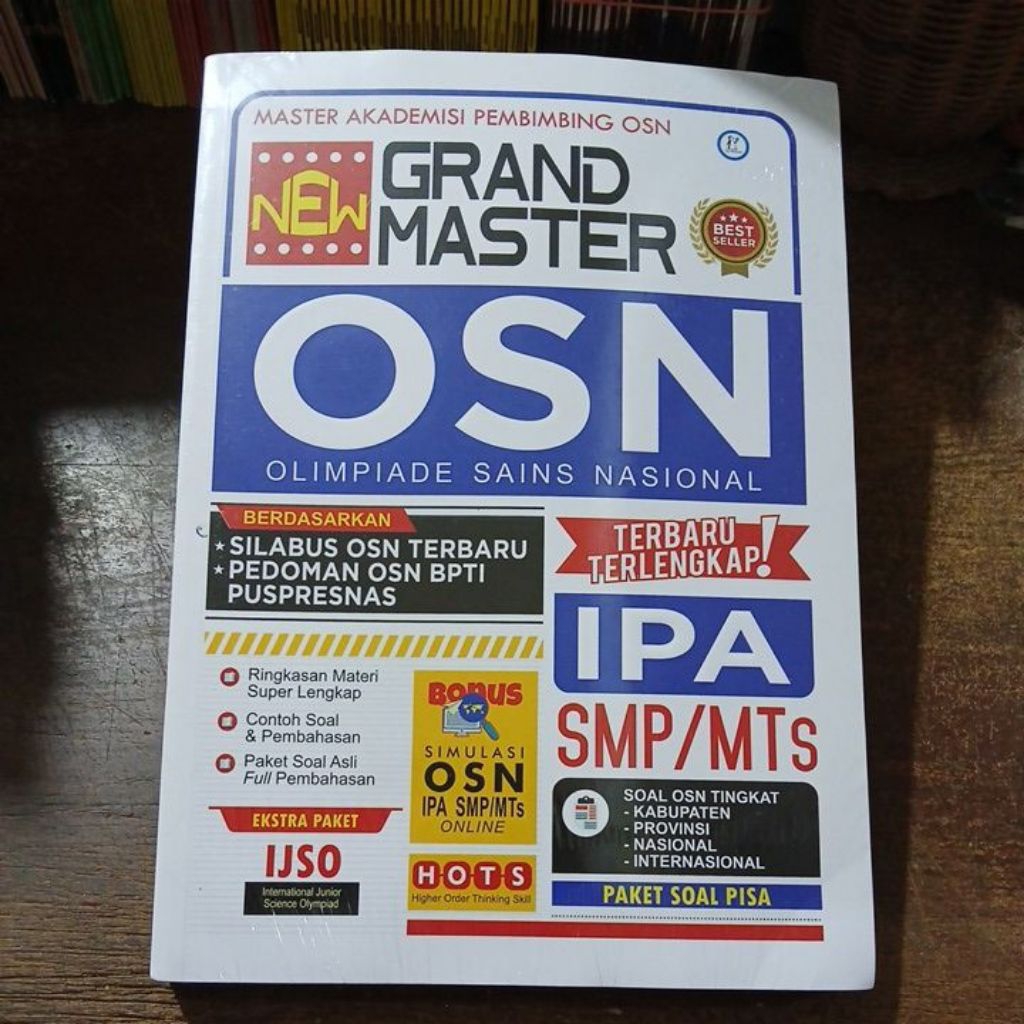 MASTER AKADEMISI PEMBIMBING OSN
NEW
GRAND
MASTER
BEST
SELLER
OSN
OLIMPIADE SAINS NASIONAL
BERDASARKAN
SILABUS OSN TERBARU
PEDOMAN OSN BPTI
PUSPRESNAS
TERBARU
TERLENGKAP!
IPA
SMP/MTs
Ringkasan Materi
Super Lengkap
Contoh Soal
& Pembahasan
Paket Soal Asli
Full Pembahasan
BONUS
SIMULASI
OSN
IPA SMP/MTs
ONLINE
EKSTRA PAKET
IJSO
International Junior
Science Olympiad
HOTS
Higher Order Thinking Skill
SOAL OSN TINGKAT
- KABUPATEN
- PROVINSI
- NASIONAL
- INTERNASIONAL
PAKET SOAL PISA